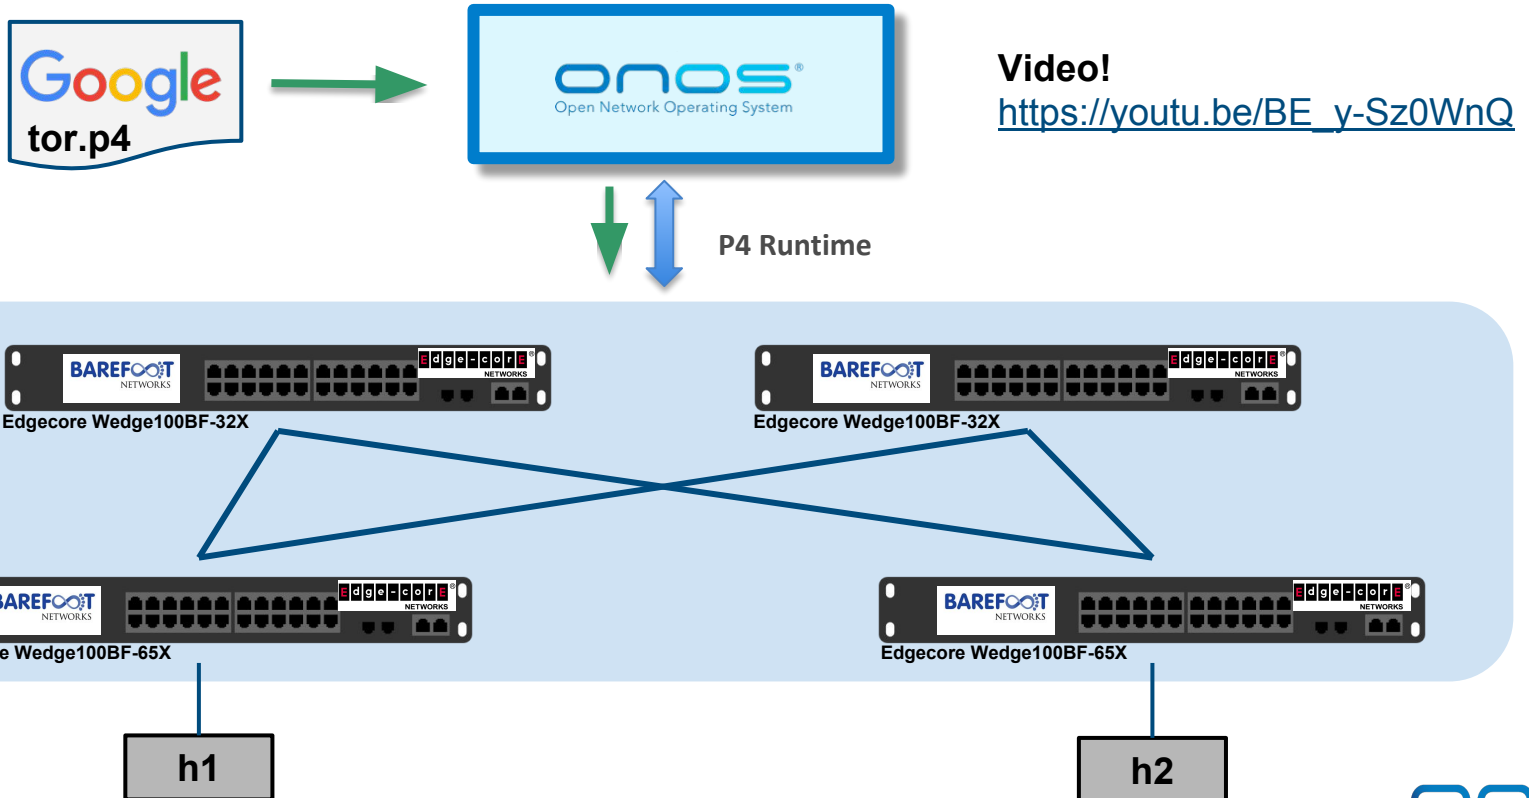 Google
tor.p4
onos®
Open Network Operating System
Video!
https://youtu.be/BE_y-Sz0WnQ
P4 Runtime
BAREFOOT
NETWORKS
Edge-corE®
NETWORKS
Edgecore Wedge100BF-32X
BAREFOOT
NETWORKS
Edge-corE®
NETWORKS
Edgecore Wedge100BF-32X
BAREFOOT
NETWORKS
Edge-corE®
NETWORKS
e Wedge100BF-65X
BAREFOOT
NETWORKS
Edge-corE®
NETWORKS
Edgecore Wedge100BF-65X
h1
h2